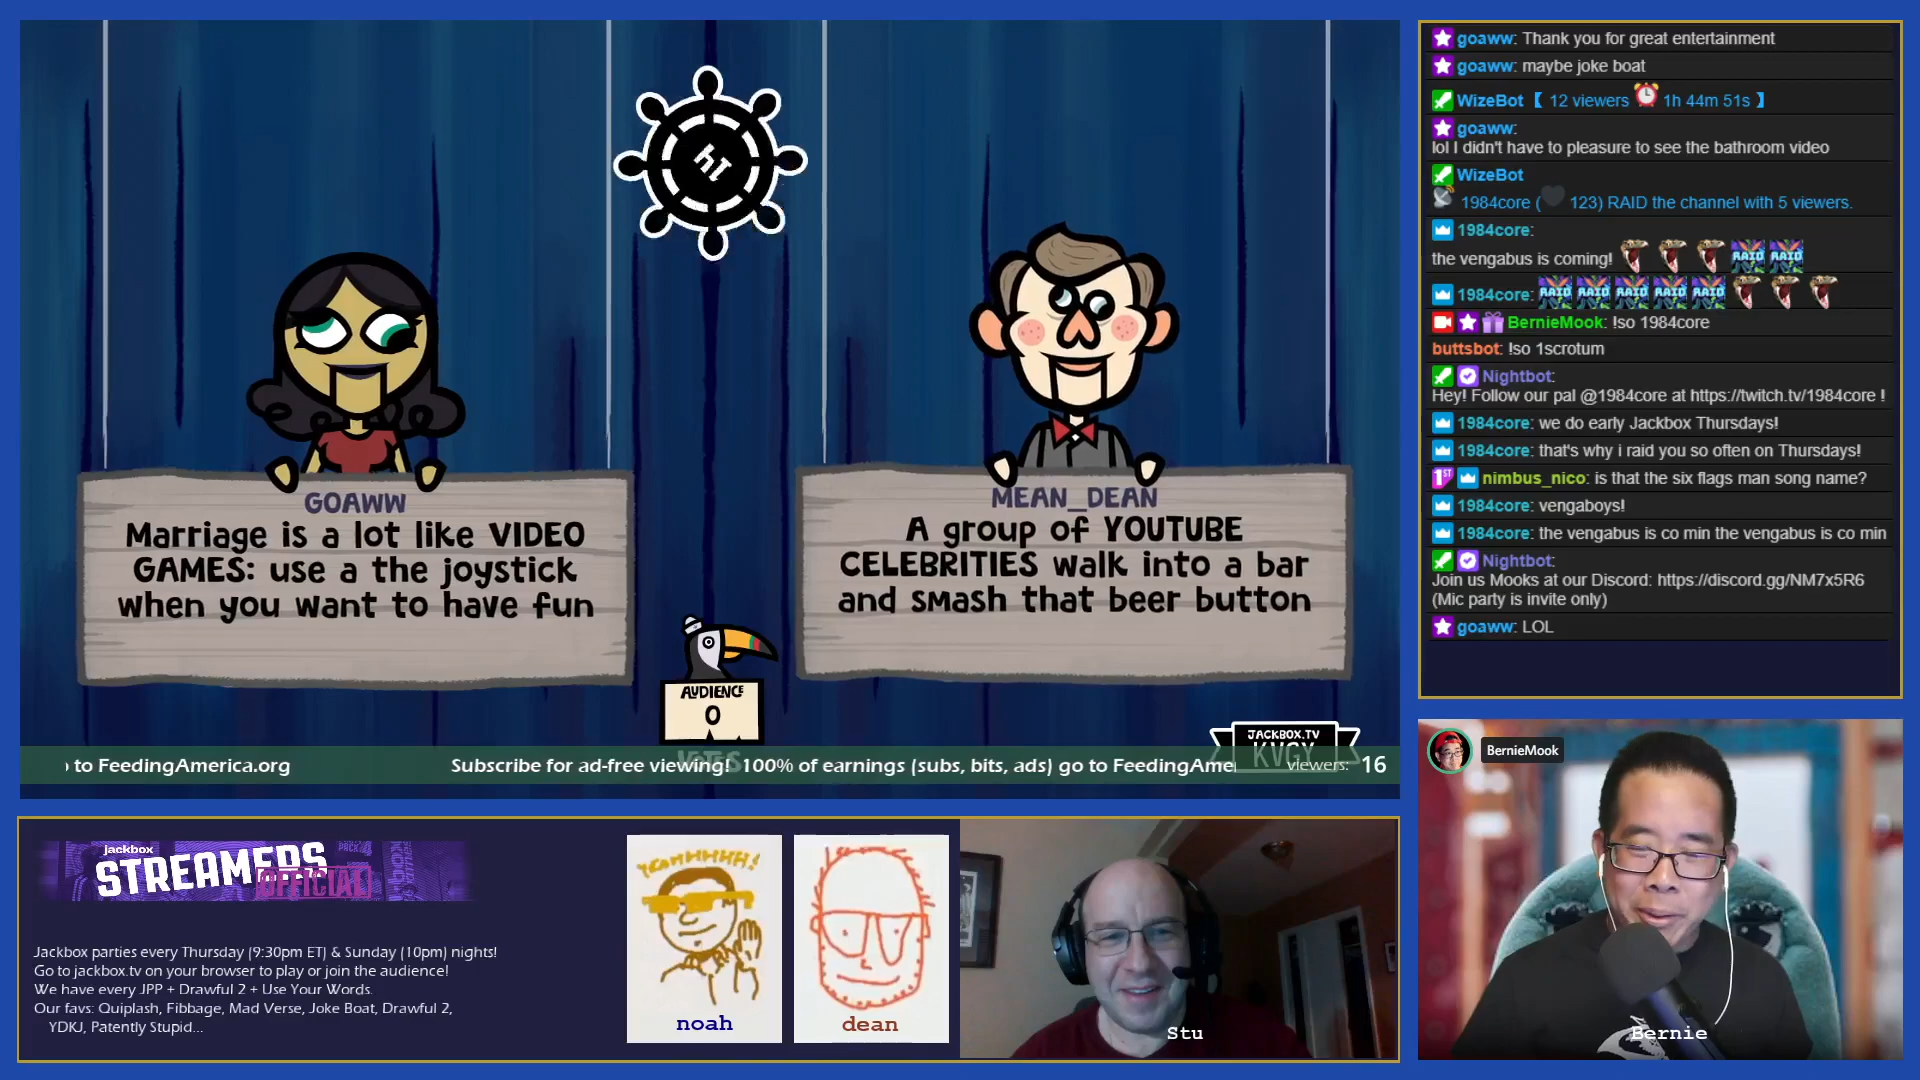 GOAWW
Marriage is a lot like VIDEO
GAMES: use a the joystick
when you want to have fun
MEAN_DEAN
A group of YOUTUBE
CELEBRITIES walk into a bar
and smash that beer button
AUDIENCE
0
JACKBOX.TV
to FeedingAmerica.org
Subscribe for ad-free viewing! 100% of earnings (subs, bits, ads) go to FeedingAme
viewers: 16
goaww: Thank you for great entertainment
goaww: maybe joke boat
WizeBot 【 12 viewers 1h 44m 51s 】
goaww:
lol I didn't have to pleasure to see the bathroom video
WizeBot
1984core ( 123) RAID the channel with 5 viewers.
1984core:
the vengabus is coming! RAID RAID
1984core: RAID RAID RAID RAID RAID
BernieMook: !so 1984core
buttsbot: !so 1scrotum
Nightbot:
Hey! Follow our pal @1984core at https://twitch.tv/1984core !
1984core: we do early Jackbox Thursdays!
1984core: that's why i raid you so often on Thursdays!
1ST nimbus_nico: is that the six flags man song name?
1984core: vengaboys!
1984core: the vengabus is co min the vengabus is co min
Nightbot:
Join us Mooks at our Discord: https://discord.gg/NM7x5R6
(Mic party is invite only)
goaww: LOL
jackbox
STREAMERS
OFFICIAL
Jackbox parties every Thursday (9:30pm ET) & Sunday (10pm) nights!
Go to jackbox.tv on your browser to play or join the audience!
We have every JPP + Drawful 2 + Use Your Words.
Our favs: Quiplash, Fibbage, Mad Verse, Joke Boat, Drawful 2,
YDKJ, Patently Stupid...
YEAHHHHH!
noah
dean
Stu
BernieMook
Bernie